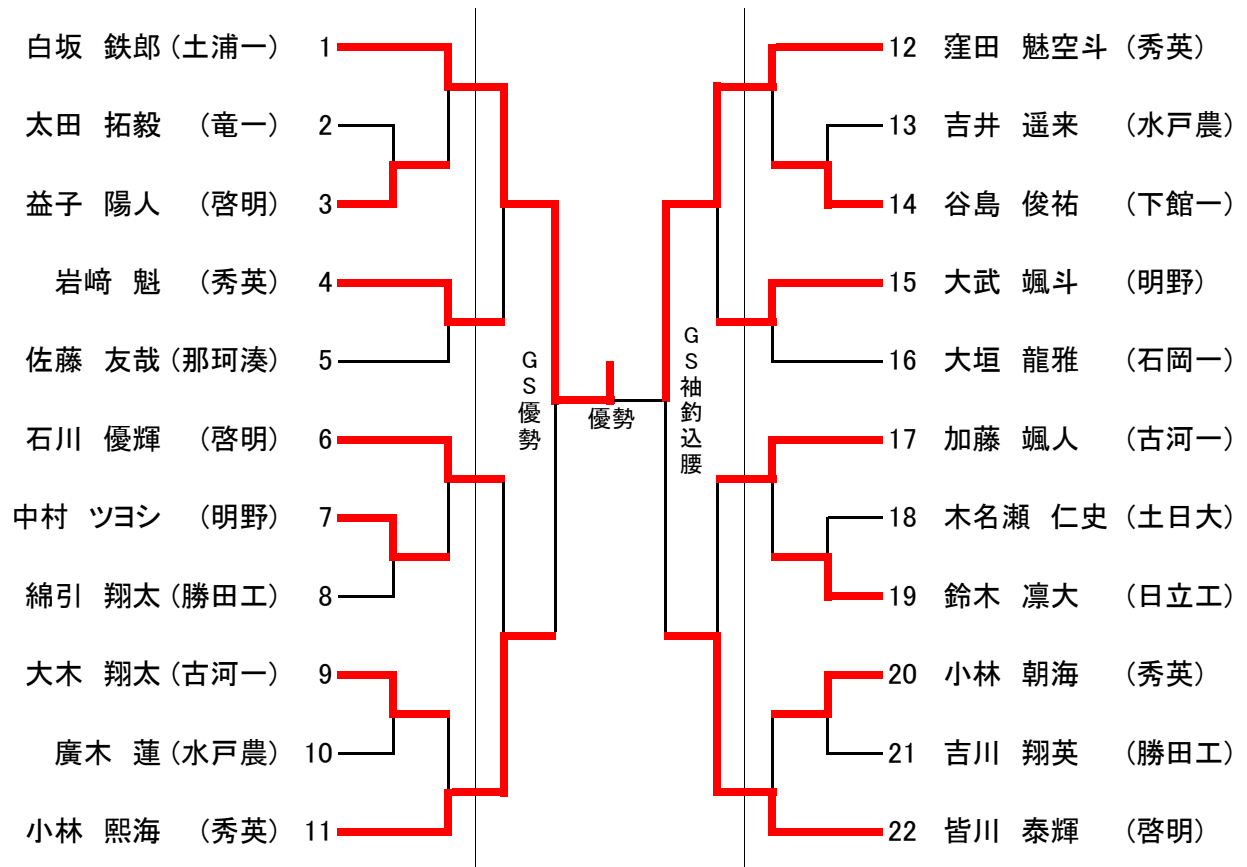 白坂 鉄郎 (土浦一) 1
太田 拓毅 (竜一) 2
益子 陽人 (啓明) 3
岩﨑 魁 (秀英) 4
佐藤 友哉 (那珂湊) 5
石川 優輝 (啓明) 6
中村 ツヨシ (明野) 7
綿引 翔太 (勝田工) 8
大木 翔太 (古河一) 9
廣木 蓮 (水戸農) 10
小林 熙海 (秀英) 11
GS優勢
優勢
GS袖釣込腰
12 窪田 魅空斗 (秀英)
13 吉井 遥来 (水戸農)
14 谷島 俊祐 (下館一)
15 大武 颯斗 (明野)
16 大垣 龍雅 (石岡一)
17 加藤 颯人 (古河一)
18 木名瀬 仁史 (土日大)
19 鈴木 凛大 (日立工)
20 小林 朝海 (秀英)
21 吉川 翔英 (勝田工)
22 皆川 泰輝 (啓明)